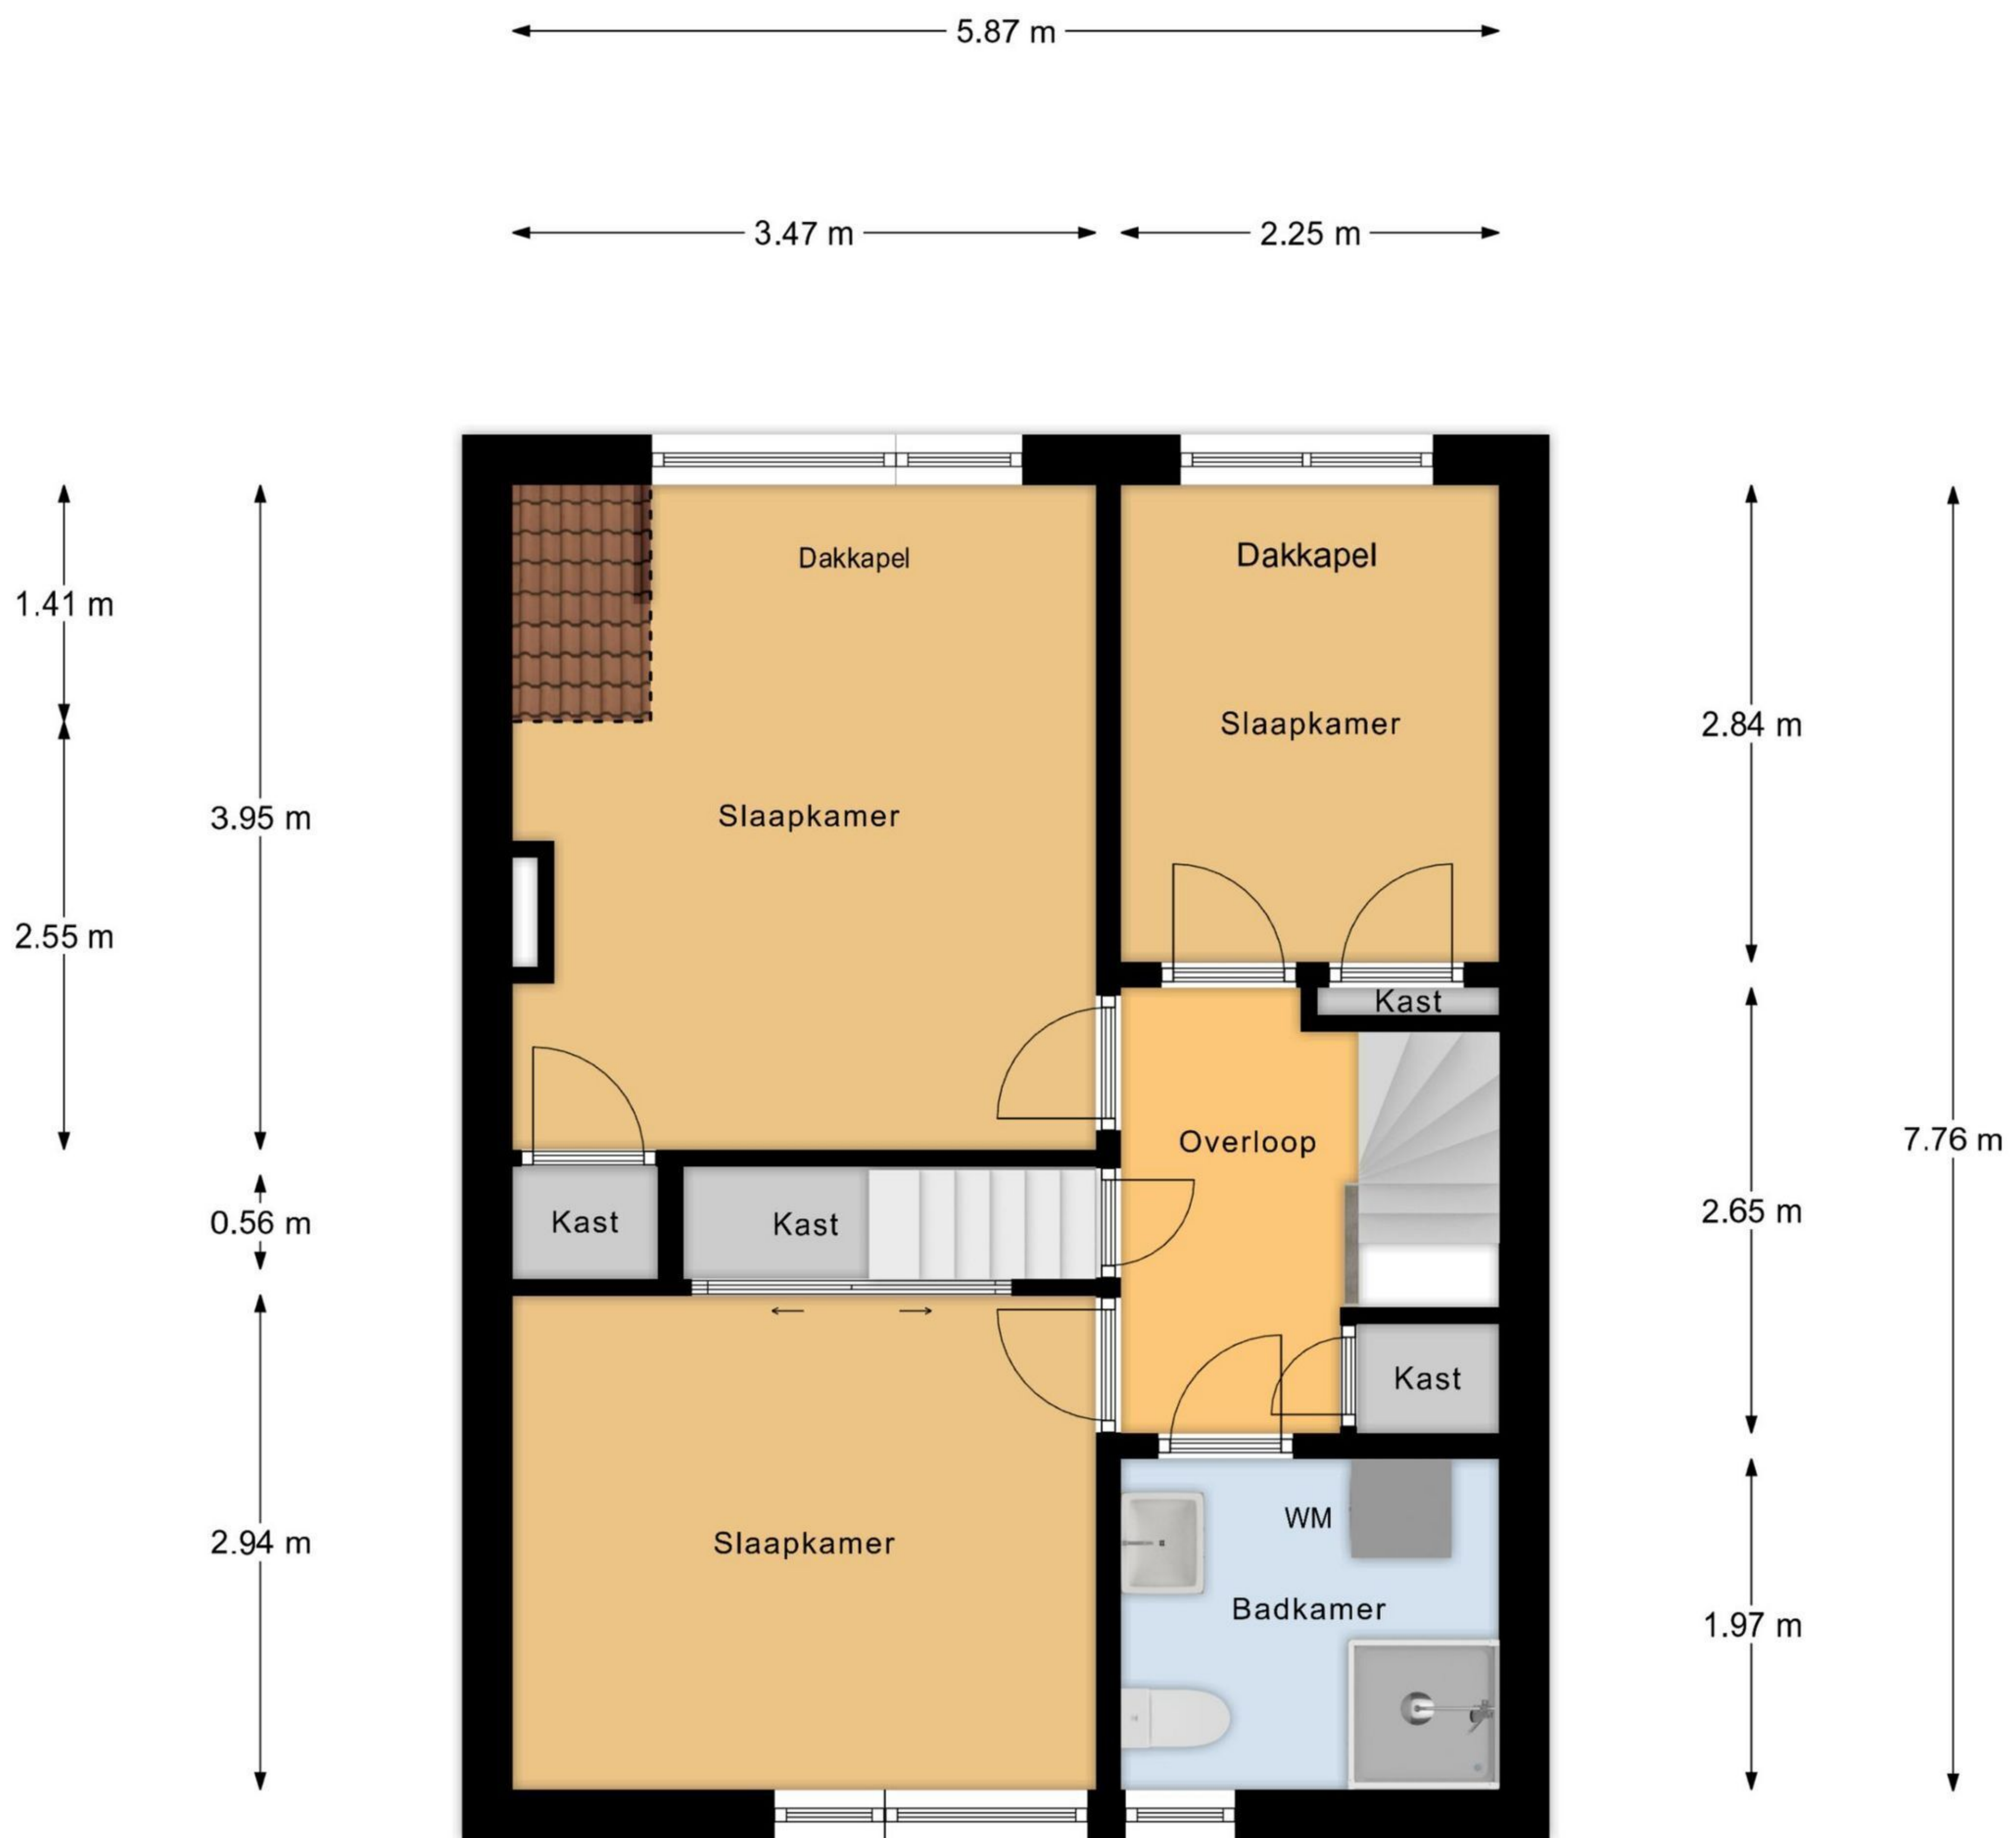 5.87 m
3.47 m
2.25 m
Dakkapel
Dakkapel
1.41 m
Slaapkamer
2.84 m
3.95 m
Slaapkamer
2.55 m
Kast
Overloop
7.76 m
0.56 m
Kast
Kast
2.65 m
Kast
2.94 m
Slaapkamer
WM
Badkamer
1.97 m